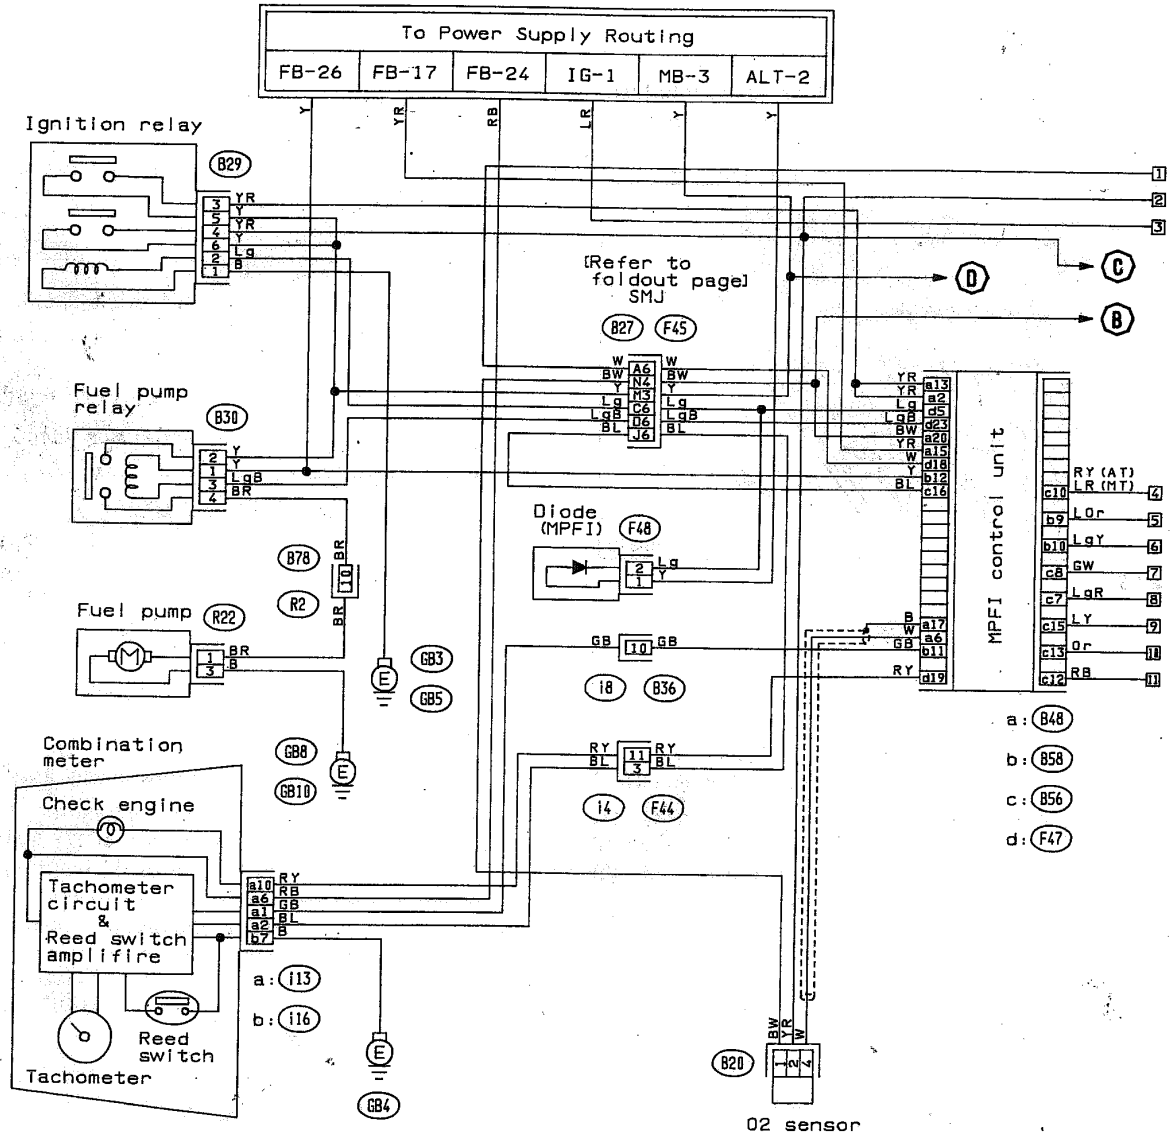 To Power Supply Routing
FB-26 FB-17 FB-24 IG-1 MB-3 ALT-2
Y YR RB LR Y Y
Ignition relay
B29
3 YR
5 Y
4 YR
6 Y
2 Lg
1 B
1
2
3
C
D
B
[Refer to
foldout page]
SMJ
B27 F45
W A6 W
BW N4 BW
Y M3 Y
Lg C6 Lg
LgB D6 LgB
BL J6 BL
Fuel pump
relay
B30
2 Y
1 Y
3 LgB
4 BR
YR a13
YR a2
Lg d5
LgB d23
BW a20
YR a15
W d18
Y b12
BL c16
MPFI control unit
RY (AT)
c10 LR (MT) 4
b9 LOr 5
b10 LgY 6
c8 GW 7
c7 LgR 8
c15 LY 9
c13 Or 10
c12 RB 11
Diode
(MPFI)
F48
2 Lg
1 Y
B78
BR
10
R2
BR
Fuel pump
R22
1 BR
3 B
E
GB3
GB5
B a17
W a6
GB b11
RY d19
GB 10 GB
i8 B36
a: B48
b: B58
c: B56
d: F47
GB8
E
GB10
RY 11 RY
BL 3 BL
i4 F44
Combination
meter
Check engine
Tachometer
circuit
&
Reed switch
amplifire
a10 RY
a6 RB
a1 GB
a2 BL
b7 B
a: i13
b: i16
Reed
switch
Tachometer
E
GB4
BW YR W
B20
1 2 4
O2 sensor
M